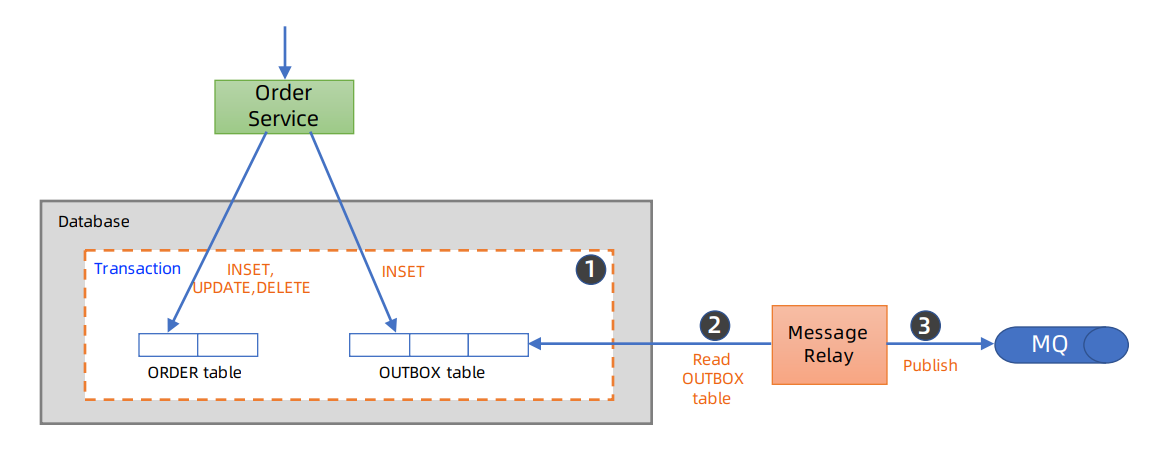 Order
Service
Database
Transaction
INSET,
UPDATE,DELETE
INSET
1
ORDER table
OUTBOX table
2
Read
OUTBOX
table
Message
Relay
3
Publish
MQ